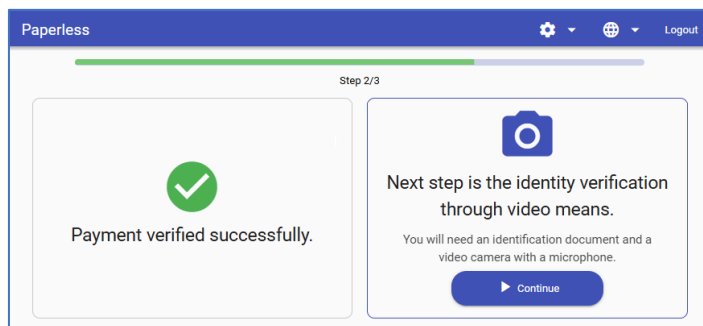 Paperless
Logout
Step 2/3
Payment verified successfully.
Next step is the identity verification
through video means.
You will need an identification document and a
video camera with a microphone.
Continue